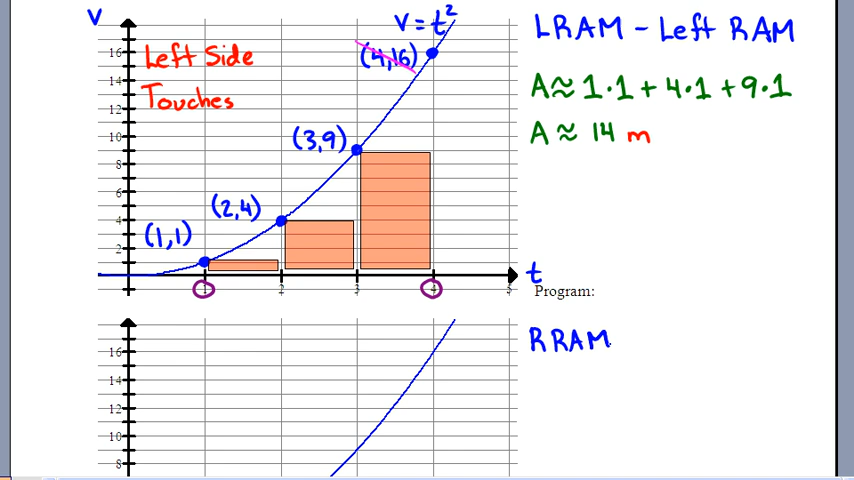 V
V = t²
LRAM - Left RAM
16
Left Side
(4,16)
14
A ≈ 1·1 + 4·1 + 9·1
12
Touches
10
(3,9)
A ≈ 14 m
8
6
4
(2,4)
2
(1,1)
t
1
2
3
4
5
Program:
RRAM
16
14
12
10
8